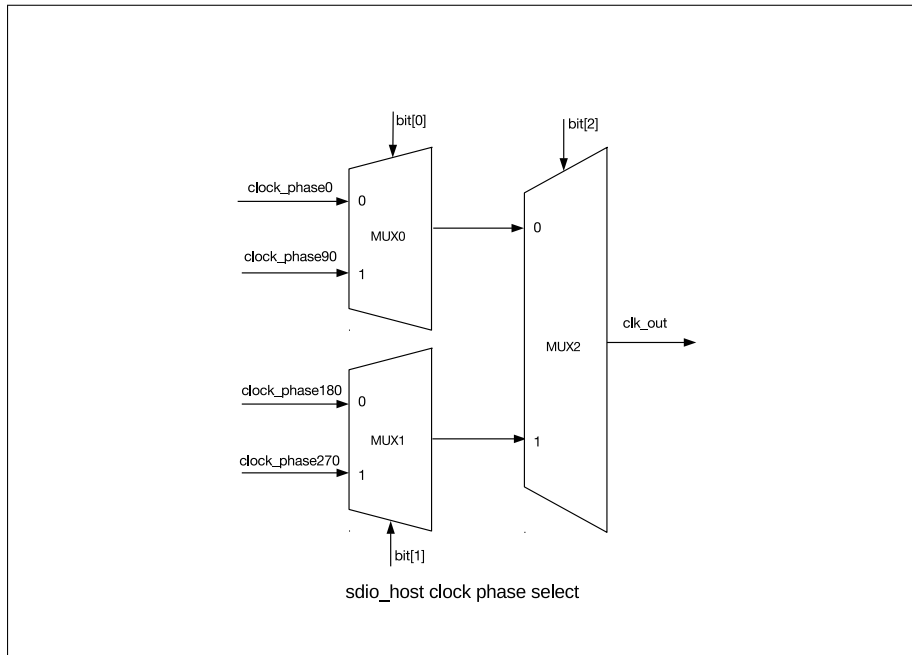 bit[0]
bit[2]
clock_phase0
0
MUX0
0
clock_phase90
1
clk_out
MUX2
clock_phase180
0
MUX1
1
clock_phase270
1
bit[1]
sdio_host clock phase select